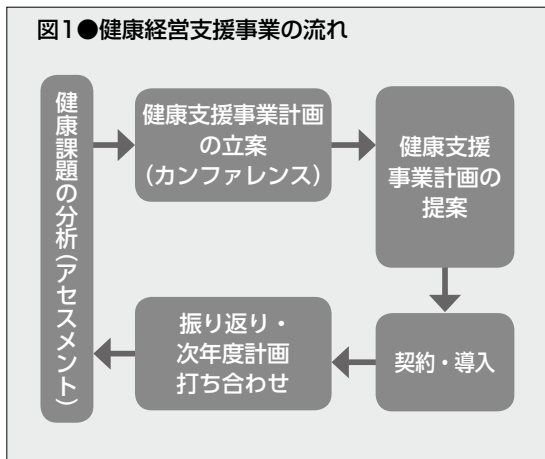 図1●健康経営支援事業の流れ
健康課題の分析(アセスメント)
健康支援事業計画
の立案
(カンファレンス)
健康支援
事業計画の
提案
契約・導入
振り返り・
次年度計画
打ち合わせ